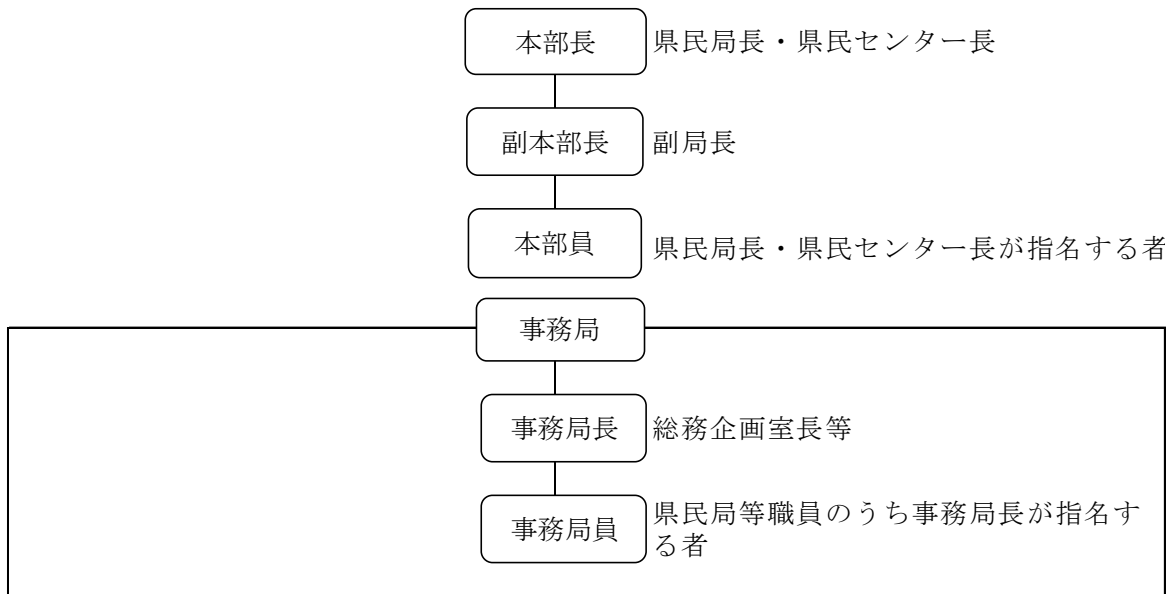 本部長 県民局長・県民センター長
副本部長 副局長
本部員 県民局長・県民センター長が指名する者
事務局
事務局長 総務企画室長等
事務局員 県民局等職員のうち事務局長が指名す
る者